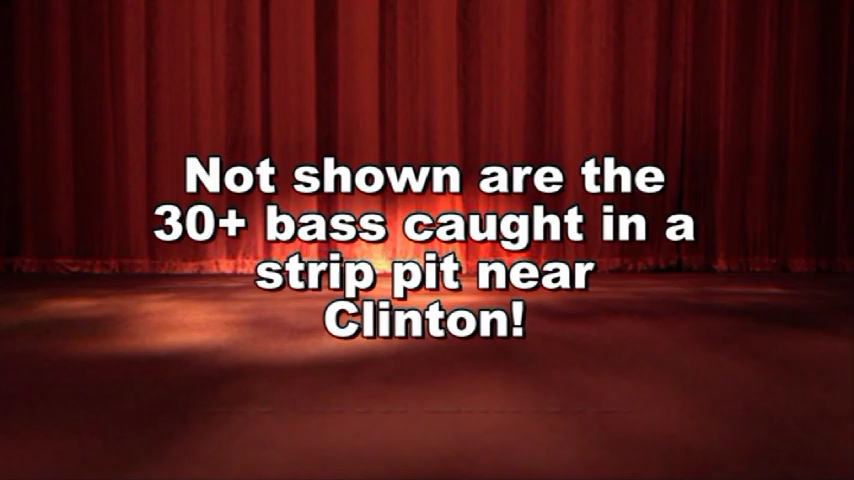 Not shown are the
30+ bass caught in a
strip pit near
Clinton!